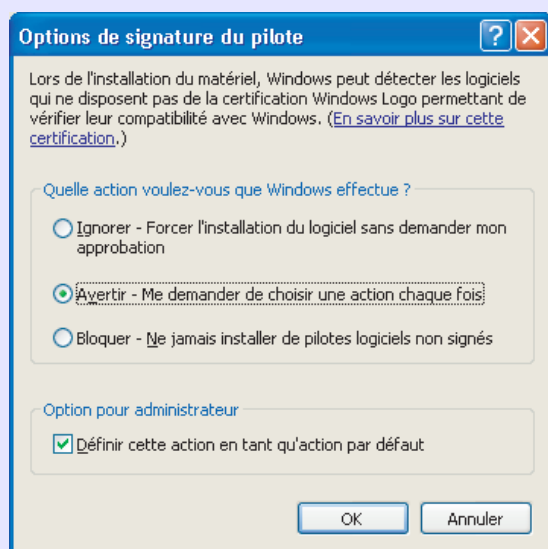 Options de signature du pilote
Lors de l'installation du matériel, Windows peut détecter les logiciels
qui ne disposent pas de la certification Windows Logo permettant de
vérifier leur compatibilité avec Windows. (En savoir plus sur cette
certification.)
Quelle action voulez-vous que Windows effectue ?
Ignorer - Forcer l'installation du logiciel sans demander mon
approbation
Avertir - Me demander de choisir une action chaque fois
Bloquer - Ne jamais installer de pilotes logiciels non signés
Option pour administrateur
Définir cette action en tant qu'action par défaut
OK
Annuler